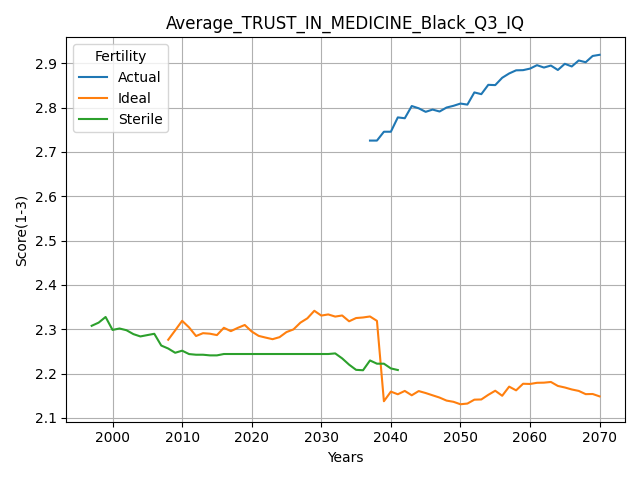 Average_TRUST_IN_MEDICINE_Black_Q3_IQ
Fertility
Actual
Ideal
Sterile
Score(1-3)
2.9
2.8
2.7
2.6
2.5
2.4
2.3
2.2
2.1
2000 2010 2020 2030 2040 2050 2060 2070
Years